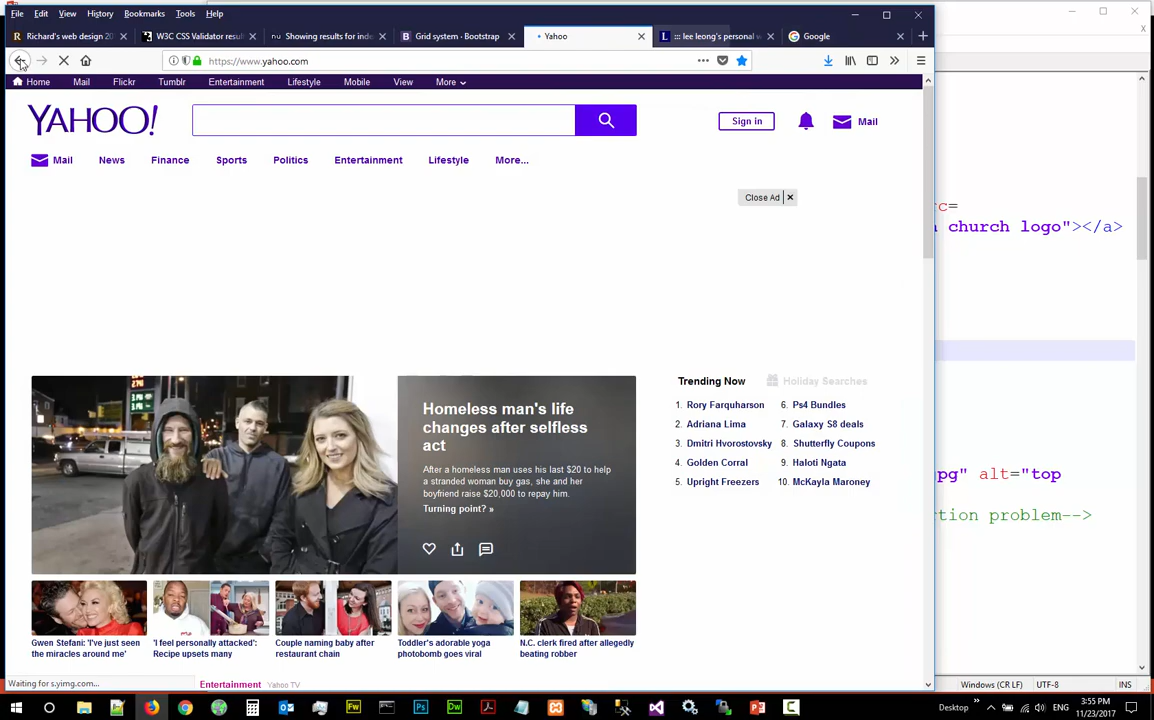 File Edit View History Bookmarks Tools Help
Richard's web design 20
W3C CSS Validator resul
Showing results for inde
Grid system · Bootstrap
Yahoo
::: lee leong's personal w
Google
https://www.yahoo.com
Home Mail Flickr Tumblr Entertainment Lifestyle Mobile View More
YAHOO!
Sign in
Mail
Mail News Finance Sports Politics Entertainment Lifestyle More...
Close Ad
Homeless man's life
changes after selfless
act
After a homeless man uses his last $20 to help
a stranded woman buy gas, she and her
boyfriend raise $20,000 to repay him.
Turning point? »
Trending Now
Holiday Searches
1. Rory Farquharson
2. Adriana Lima
3. Dmitri Hvorostovsky
4. Golden Corral
5. Upright Freezers
6. Ps4 Bundles
7. Galaxy S8 deals
8. Shutterfly Coupons
9. Haloti Ngata
10. McKayla Maroney
Gwen Stefani: 'I've just seen
the miracles around me'
'I feel personally attacked':
Recipe upsets many
Couple naming baby after
restaurant chain
Toddler's adorable yoga
photobomb goes viral
N.C. clerk fired after allegedly
beating robber
Waiting for s.yimg.com...
Entertainment Yahoo TV
rc=
church logo"></a>
pg" alt="top
rtion problem-->
Windows (CR LF) UTF-8 INS
Desktop
ENG
3:55 PM
11/23/2017